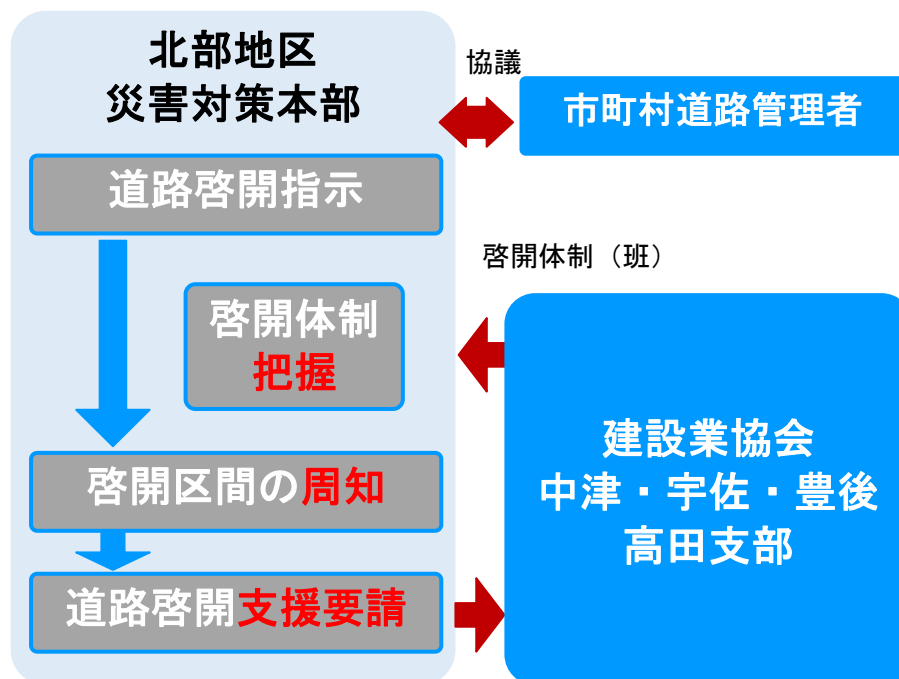 北部地区
災害対策本部
協議
市町村道路管理者
道路啓開指示
啓開体制（班）
啓開体制
把握
建設業協会
中津・宇佐・豊後
高田支部
啓開区間の周知
道路啓開支援要請